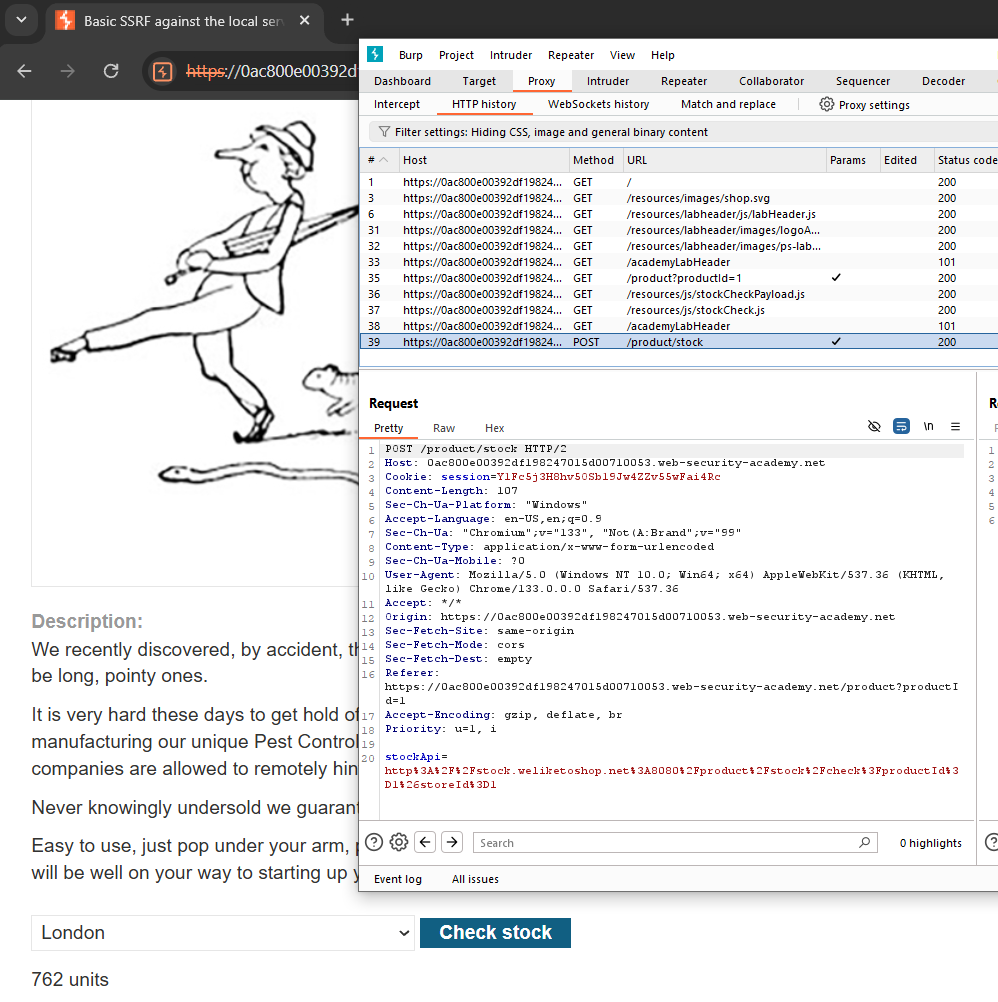 Basic SSRF against the local ser
https://0ac800e00392d
Burp Project Intruder Repeater View Help
Dashboard Target Proxy Intruder Repeater Collaborator Sequencer Decoder
Intercept HTTP history WebSockets history Match and replace Proxy settings
Filter settings: Hiding CSS, image and general binary content
# Host Method URL Params Edited Status code
1 https://0ac800e00392df19824... GET / 200
3 https://0ac800e00392df19824... GET /resources/images/shop.svg 200
6 https://0ac800e00392df19824... GET /resources/labheader/js/labHeader.js 200
31 https://0ac800e00392df19824... GET /resources/labheader/images/logoA... 200
32 https://0ac800e00392df19824... GET /resources/labheader/images/ps-lab... 200
33 https://0ac800e00392df19824... GET /academyLabHeader 101
35 https://0ac800e00392df19824... GET /product?productId=1 ✓ 200
36 https://0ac800e00392df19824... GET /resources/js/stockCheckPayload.js 200
37 https://0ac800e00392df19824... GET /resources/js/stockCheck.js 200
38 https://0ac800e00392df19824... GET /academyLabHeader 101
39 https://0ac800e00392df19824... POST /product/stock ✓ 200
Request
Pretty Raw Hex
\n
1 POST /product/stock HTTP/2
2 Host: 0ac800e00392df198247015d00710053.web-security-academy.net
3 Cookie: session=Y1Fc5j3H8hv50Sb19Jw4ZZv55wFai4Rc
4 Content-Length: 107
5 Sec-Ch-Ua-Platform: "Windows"
6 Accept-Language: en-US,en;q=0.9
7 Sec-Ch-Ua: "Chromium";v="133", "Not(A:Brand";v="99"
8 Content-Type: application/x-www-form-urlencoded
9 Sec-Ch-Ua-Mobile: ?0
10 User-Agent: Mozilla/5.0 (Windows NT 10.0; Win64; x64) AppleWebKit/537.36 (KHTML,
like Gecko) Chrome/133.0.0.0 Safari/537.36
11 Accept: */*
12 Origin: https://0ac800e00392df198247015d00710053.web-security-academy.net
13 Sec-Fetch-Site: same-origin
14 Sec-Fetch-Mode: cors
15 Sec-Fetch-Dest: empty
16 Referer:
https://0ac800e00392df198247015d00710053.web-security-academy.net/product?productI
d=1
17 Accept-Encoding: gzip, deflate, br
18 Priority: u=1, i
19
20 stockApi=
http%3A%2F%2Fstock.weliketoshop.net%3A8080%2Fproduct%2Fstock%2Fcheck%3FproductId%3
D1%26storeId%3D1
1
2
3
4
5
6
Search 0 highlights
Event log All issues
Description:
We recently discovered, by accident,
be long, pointy ones.
It is very hard these days to get hold of
manufacturing our unique Pest Control
companies are allowed to remotely
Never knowingly undersold we
Easy to use, just pop under your arm,
will be well on your way to starting up
London Check stock
762 units